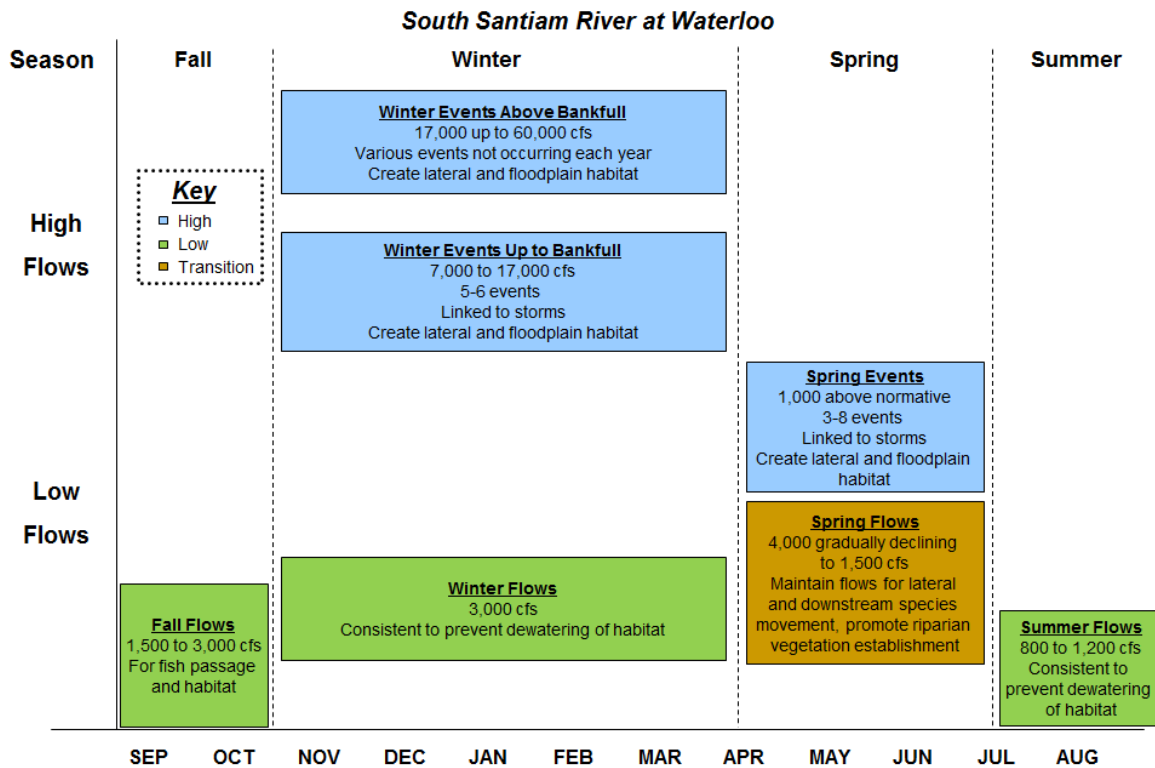 South Santiam River at Waterloo
Season
Fall
Winter
Spring
Summer
Winter Events Above Bankfull
17,000 up to 60,000 cfs
Various events not occurring each year
Create lateral and floodplain habitat
Key
High
Low
Transition
High
Flows
Winter Events Up to Bankfull
7,000 to 17,000 cfs
5-6 events
Linked to storms
Create lateral and floodplain habitat
Spring Events
1,000 above normative
3-8 events
Linked to storms
Create lateral and floodplain
habitat
Low
Flows
Spring Flows
4,000 gradually declining
to 1,500 cfs
Maintain flows for lateral
and downstream species
movement, promote riparian
vegetation establishment
Winter Flows
3,000 cfs
Consistent to prevent dewatering of habitat
Fall Flows
1,500 to 3,000 cfs
For fish passage
and habitat
Summer Flows
800 to 1,200 cfs
Consistent to
prevent dewatering
of habitat
SEP OCT NOV DEC JAN FEB MAR APR MAY JUN JUL AUG